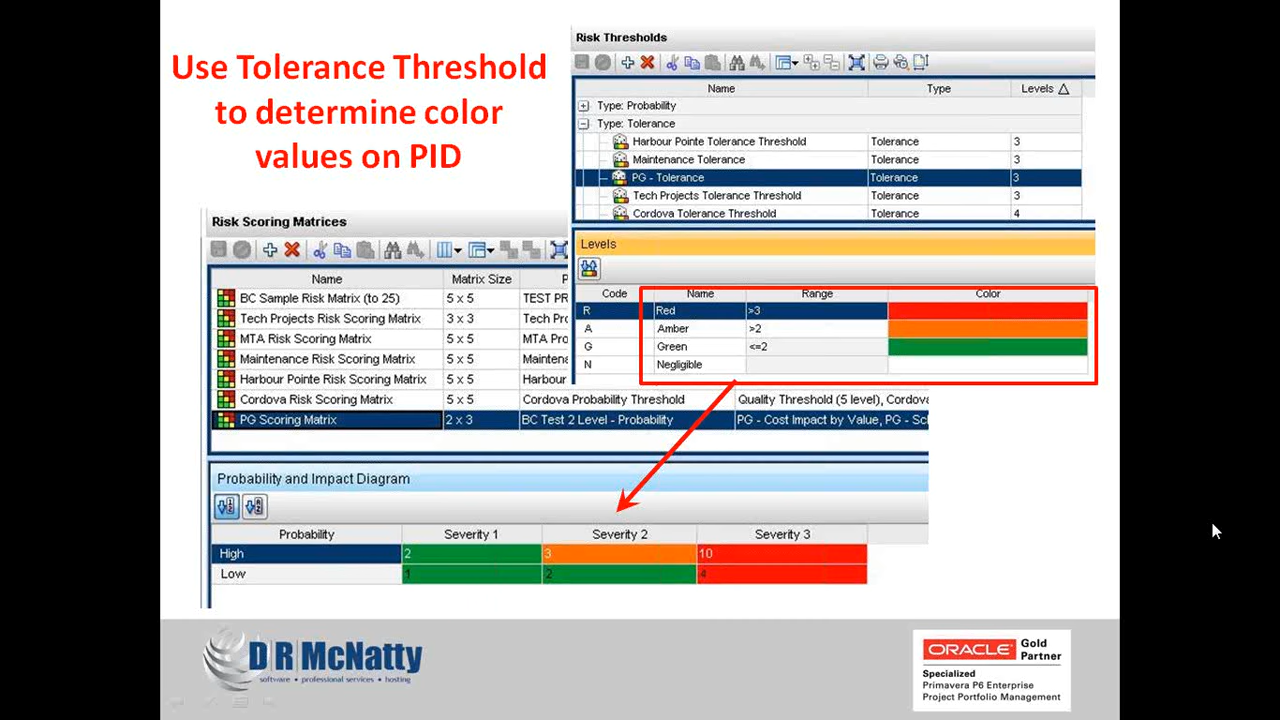 Use Tolerance Threshold
to determine color
values on PID
Risk Thresholds
Name Type Levels
Type: Probability
Type: Tolerance
Harbour Pointe Tolerance Threshold Tolerance 3
Maintenance Tolerance Tolerance 3
PG - Tolerance Tolerance 3
Tech Projects Tolerance Threshold Tolerance 3
Cordova Tolerance Threshold Tolerance 4
Levels
Code Name Range Color
R Red >3
A Amber >2
G Green <=2
N Negligible
Risk Scoring Matrices
Name Matrix Size P
BC Sample Risk Matrix (to 25) 5 x 5 TEST PR
Tech Projects Risk Scoring Matrix 3 x 3 Tech Pro
MTA Risk Scoring Matrix 5 x 5 MTA Pro
Maintenance Risk Scoring Matrix 5 x 5 Maintena
Harbour Pointe Risk Scoring Matrix 5 x 5 Harbour
Cordova Risk Scoring Matrix 5 x 5 Cordova Probability Threshold Quality Threshold (5 level), Cordova
PG Scoring Matrix 2 x 3 BC Test 2 Level - Probability PG - Cost Impact by Value, PG - Sch
Probability and Impact Diagram
Probability Severity 1 Severity 2 Severity 3
High 2 3 10
Low 1 2 4
DRMcNatty
software • professional services • hosting
ORACLE Gold
Partner
Specialized
Primavera P6 Enterprise
Project Portfolio Management